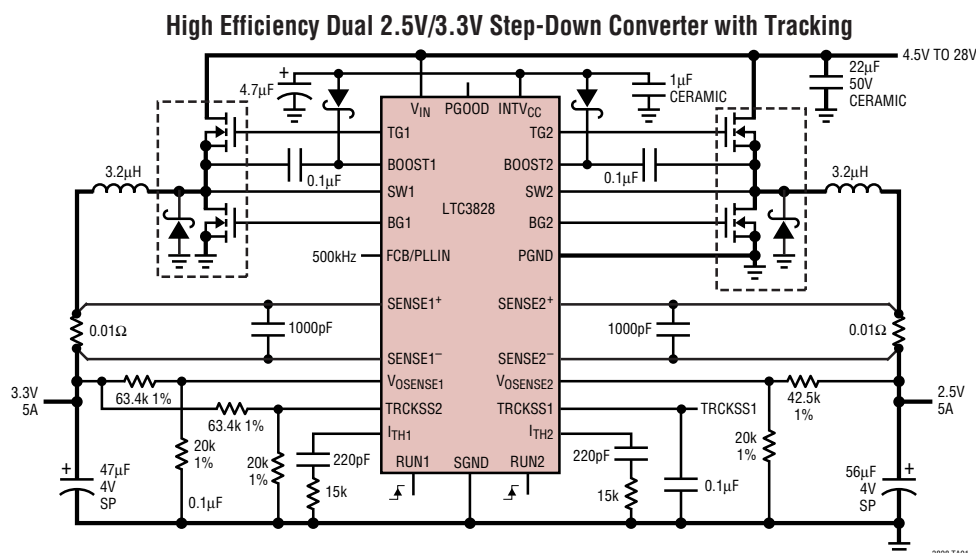 High Efficiency Dual 2.5V/3.3V Step-Down Converter with Tracking
4.5V TO 28V
4.7µF
+
1µF
CERAMIC
22µF
50V
CERAMIC
VIN PGOOD INTVCC
TG1 TG2
BOOST1 BOOST2
0.1µF
0.1µF
3.2µH
3.2µH
SW1 SW2
LTC3828
BG1 BG2
500kHz
FCB/PLLIN PGND
SENSE1+ SENSE2+
0.01Ω
1000pF
1000pF
0.01Ω
SENSE1– SENSE2–
VOSENSE1 VOSENSE2
3.3V
5A
63.4k 1%
42.5k
1%
2.5V
5A
TRCKSS2 TRCKSS1
TRCKSS1
63.4k 1%
ITH1 ITH2
20k
1%
20k
1%
220pF
220pF
20k
1%
RUN1 SGND RUN2
+
47µF
4V
SP
0.1µF
15k
15k
0.1µF
56µF
4V
SP
+
3828 TA01